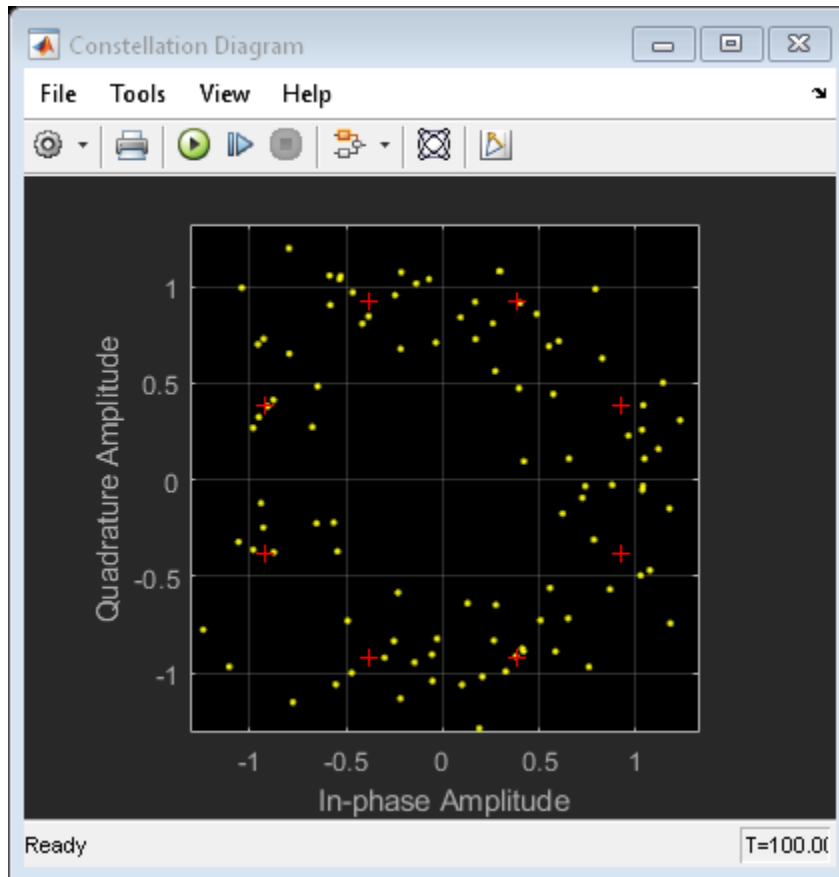 Constellation Diagram
File Tools View Help
1
0.5
0
-0.5
-1
Quadrature Amplitude
-1 -0.5 0 0.5 1
In-phase Amplitude
Ready
T=100.00